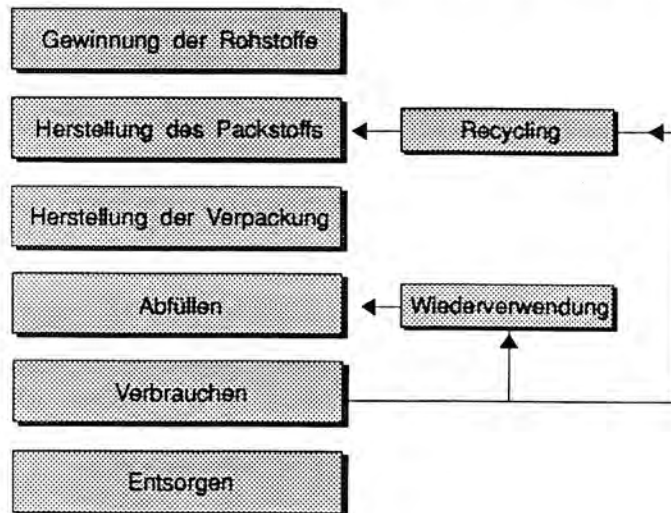 Gewinnung der Rohstoffe
Herstellung des Packstoffs
Recycling
Herstellung der Verpackung
Abfüllen
Wiederverwendung
Verbrauchen
Entsorgen